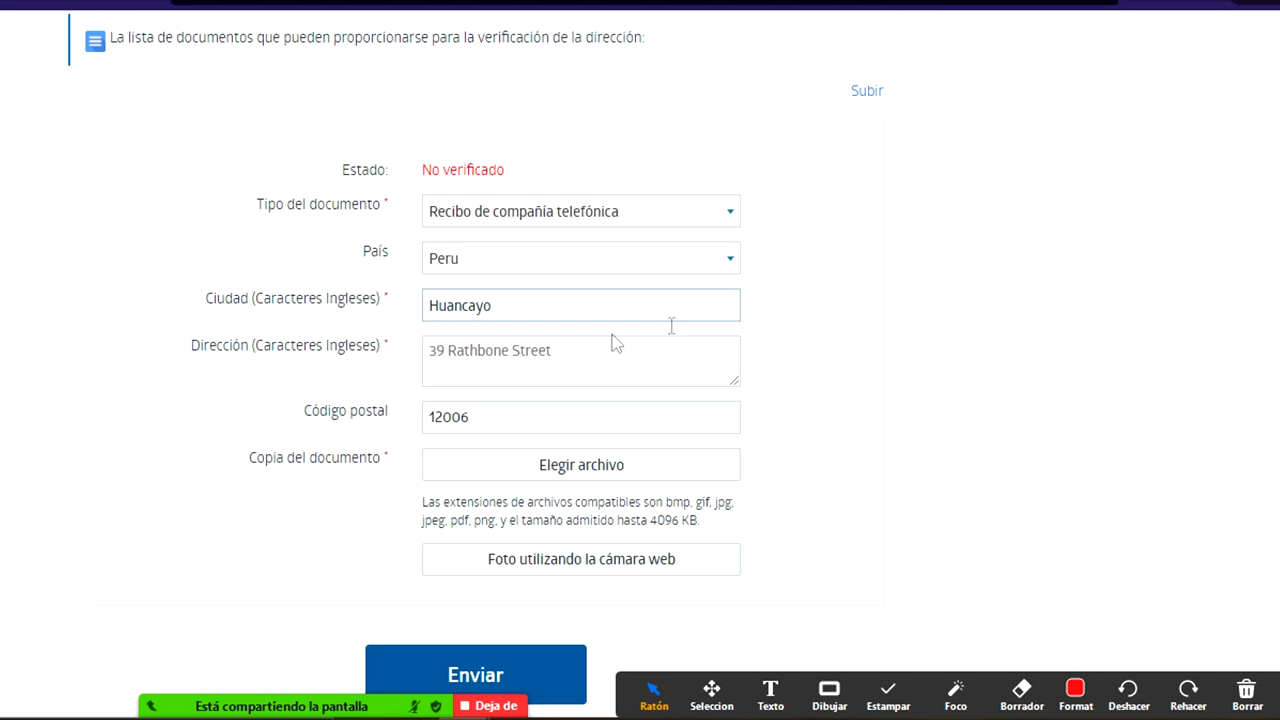 La lista de documentos que pueden proporcionarse para la verificación de la dirección:
Subir
Estado:
No verificado
Tipo del documento *
Recibo de compañía telefónica
País
Peru
Ciudad (Caracteres Ingleses) *
Huancayo
Dirección (Caracteres Ingleses) *
39 Rathbone Street
Código postal
12006
Copia del documento *
Elegir archivo
Las extensiones de archivos compatibles son bmp, gif, jpg,
jpeg, pdf, png, y el tamaño admitido hasta 4096 KB.
Foto utilizando la cámara web
Enviar
Está compartiendo la pantalla
Deja de
Ratón
Seleccion
Texto
Dibujar
Estampar
Foco
Borrador
Format
Deshacer
Rehacer
Borrar